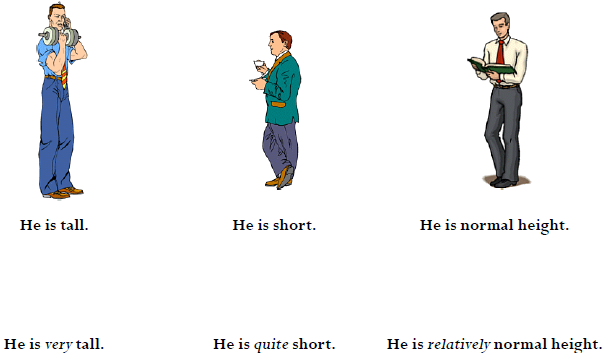 He is tall.
He is short.
He is normal height.
He is very tall.
He is quite short.
He is relatively normal height.